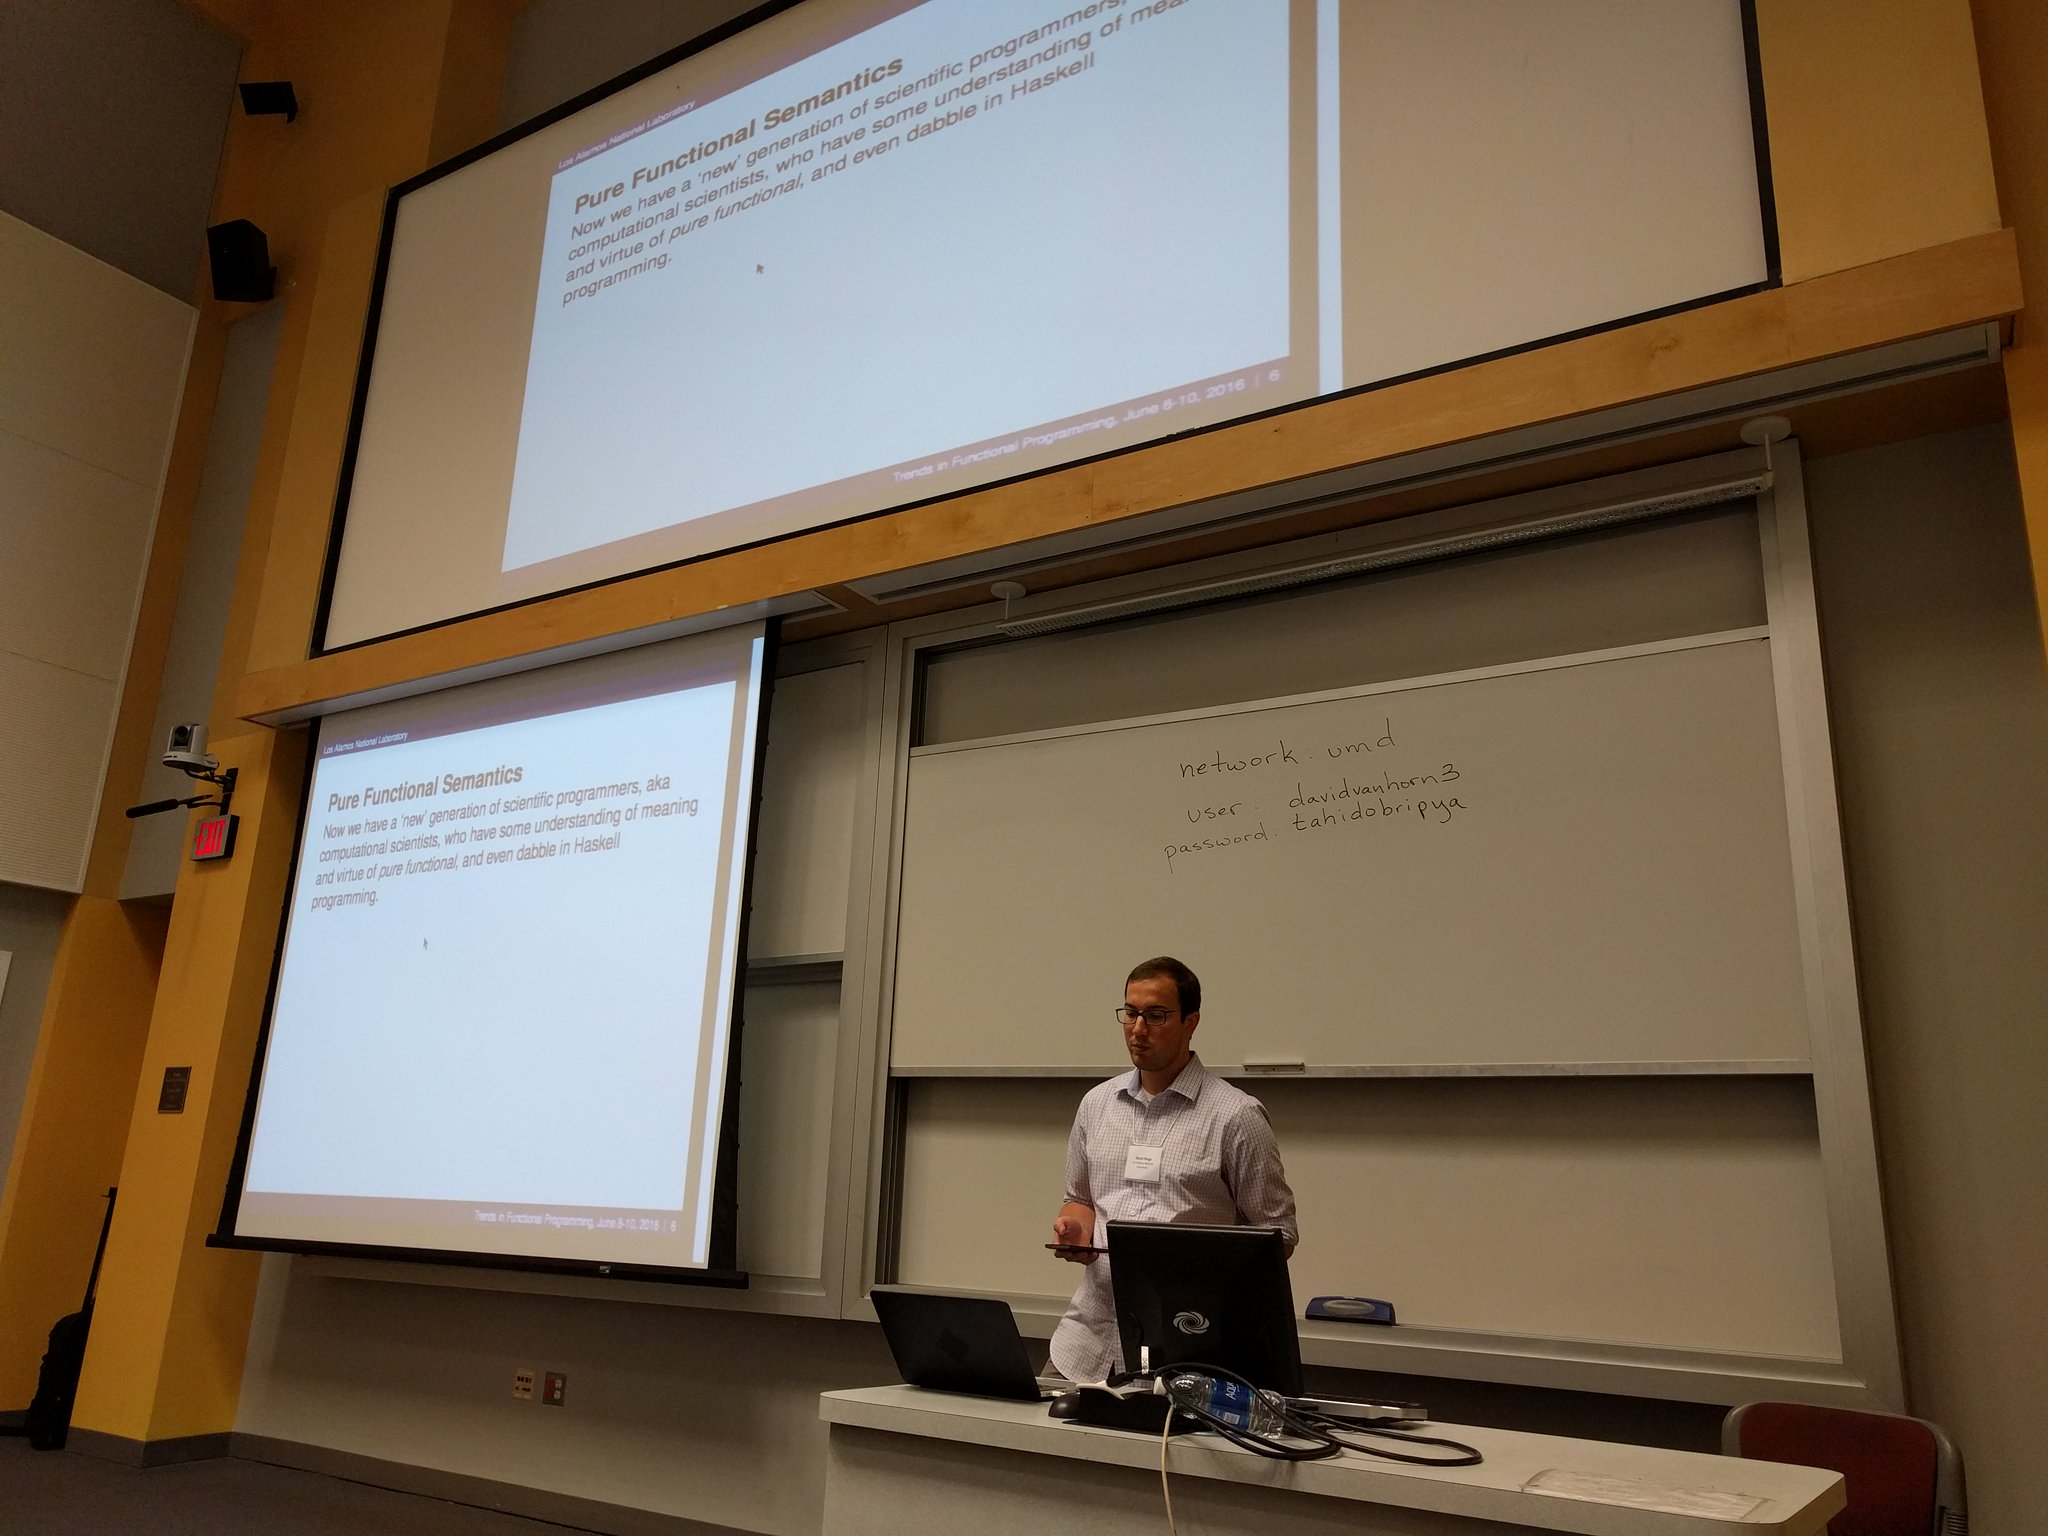 Los Alamos National Laboratory
Pure Functional Semantics
Now we have a 'new' generation of scientific programmers,
computational scientists, who have some understanding of
and virtue of pure functional, and even dabble in Haskell
programming.
Trends in Functional Programming, June 8-10, 2016 | 6
Los Alamos National Laboratory
Pure Functional Semantics
Now we have a 'new' generation of scientific programmers, aka
computational scientists, who have some understanding of meaning
and virtue of pure functional, and even dabble in Haskell
programming.
Trends in Functional Programming, June 8-10, 2016 | 6
EXIT
network: umd
user: davidvanhorn3
password: tahidobripya
David
AQUA